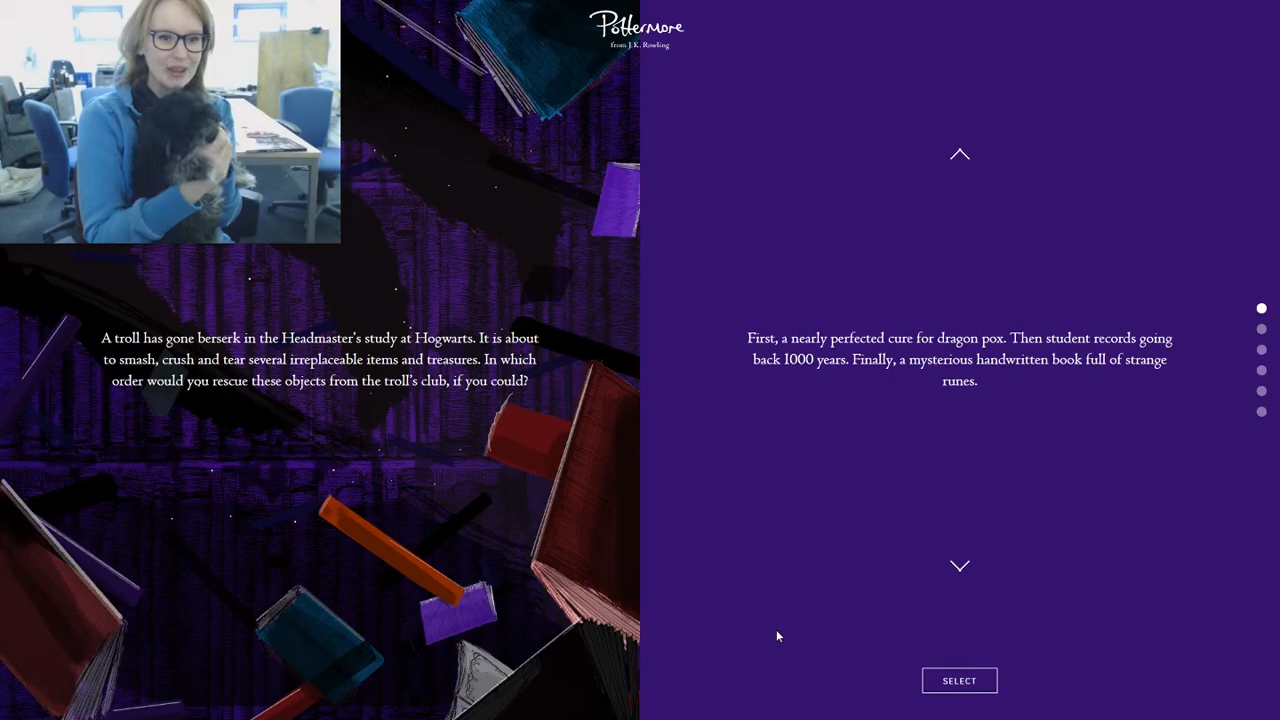 Pottermore
from J.K. Rowling
A troll has gone berserk in the Headmaster's study at Hogwarts. It is about
to smash, crush and tear several irreplaceable items and treasures. In which
order would you rescue these objects from the troll's club, if you could?
First, a nearly perfected cure for dragon pox. Then student records going
back 1000 years. Finally, a mysterious handwritten book full of strange
runes.
SELECT